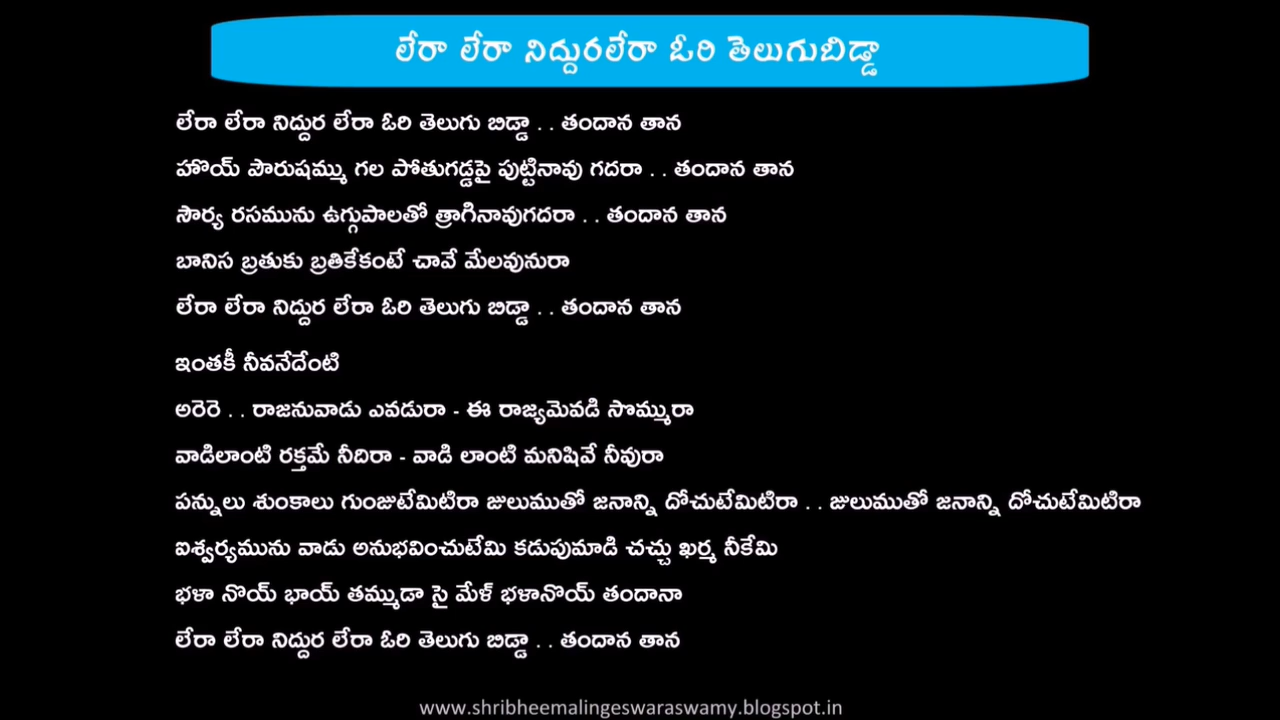 లేరా లేరా నిద్దురలేరా ఓరి తెలుగుబిడ్డా
లేరా లేరా నిద్దుర లేరా ఓరి తెలుగు బిడ్డా . . తందాన తాన
హొయ్ పౌరుషమ్ము గల పోతుగడ్డపై పుట్టినావు గదరా . . తందాన తాన
సౌర్య రసమును ఉగ్గుపాలతో త్రాగినావుగదరా . . తందాన తాన
బానిస బ్రతుకు బ్రతికేకంటే చావే మేలవునురా
లేరా లేరా నిద్దుర లేరా ఓరి తెలుగు బిడ్డా . . తందాన తాన
ఇంతకీ నీవనేదేంటి
అరెరె . . రాజనువాడు ఎవడురా - ఈ రాజ్యమెవడి సొమ్మురా
వాడిలాంటి రక్తమే నీదిరా - వాడి లాంటి మనిషివే నీవురా
పన్నులు శుంకాలు గుంజుటేమిటిరా జులుముతో జనాన్ని దోచుటేమిటిరా . . జులుముతో జనాన్ని దోచుటేమిటిరా
ఐశ్వర్యమును వాడు అనుభవించుటేమి కడుపుమాడి చచ్చు ఖర్మ నీకేమి
భళా నొయ్ భాయ్ తమ్ముడా సై మేళ్ భళానొయ్ తందానా
లేరా లేరా నిద్దుర లేరా ఓరి తెలుగు బిడ్డా . . తందాన తాన
www.shribheemalingeswaraswamy.blogspot.in